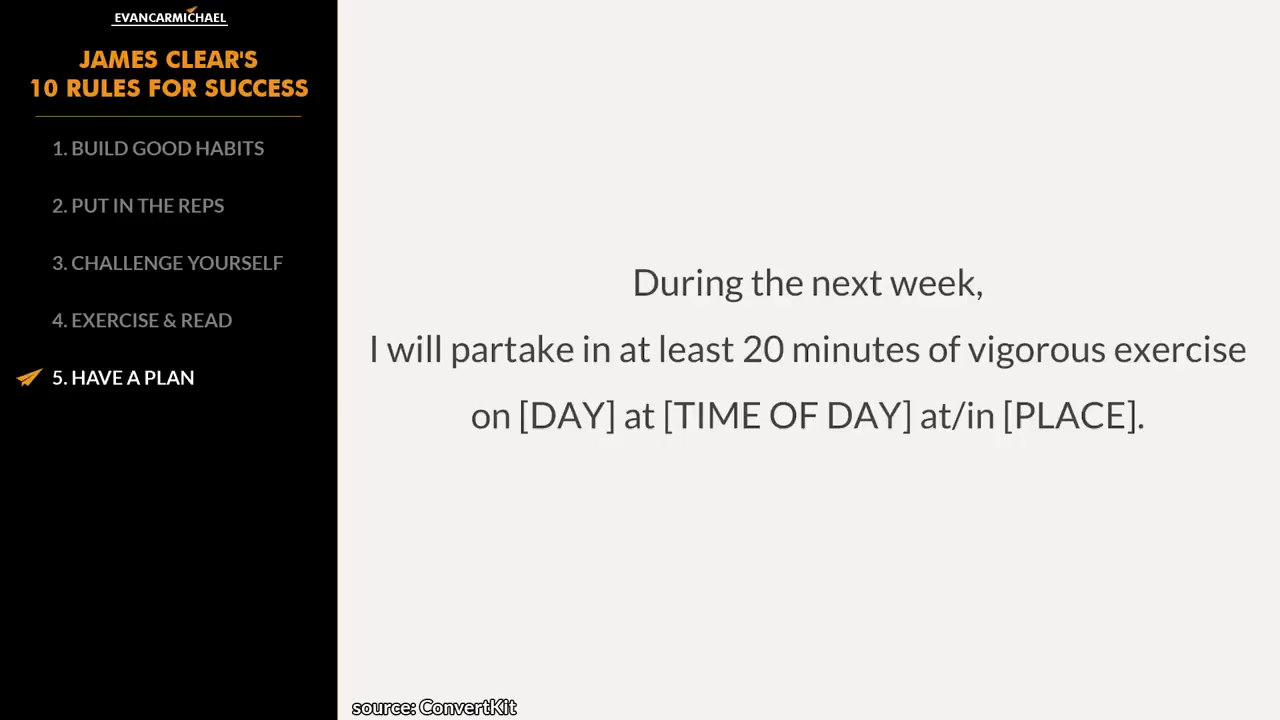 EVANCARMICHAEL
JAMES CLEAR'S
10 RULES FOR SUCCESS
1. BUILD GOOD HABITS
2. PUT IN THE REPS
3. CHALLENGE YOURSELF
4. EXERCISE & READ
5. HAVE A PLAN
During the next week,
I will partake in at least 20 minutes of vigorous exercise
on [DAY] at [TIME OF DAY] at/in [PLACE].
source: ConvertKit